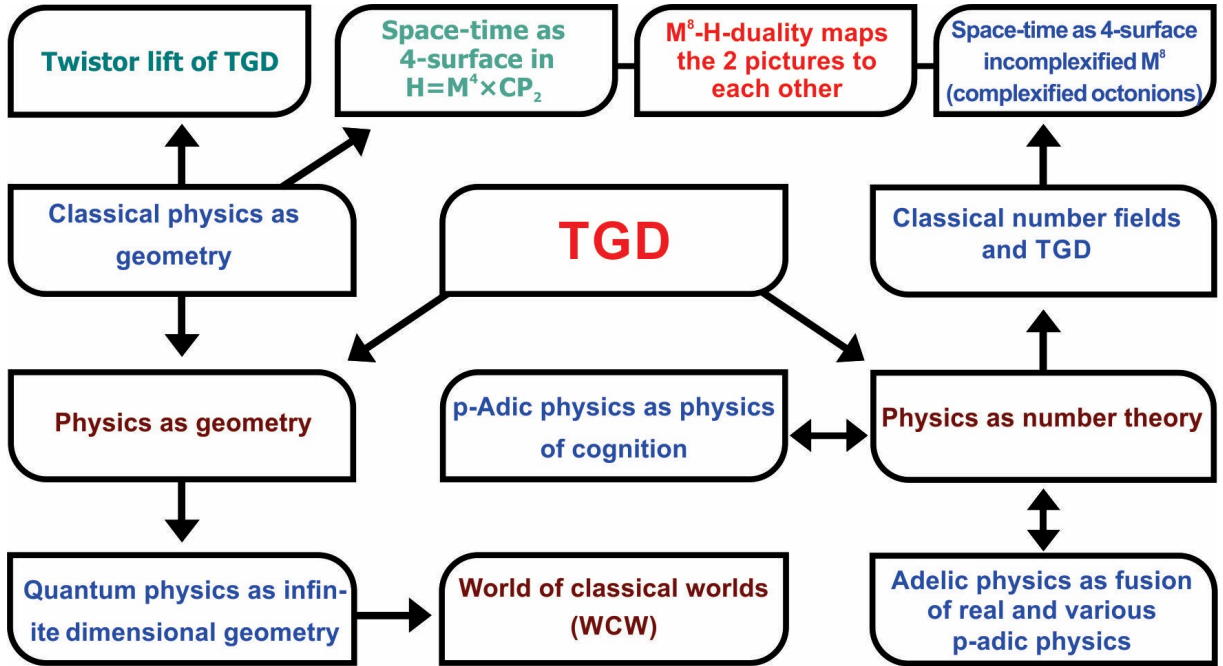 Twistor lift of TGD
Space-time as
4-surface in
H=M⁴×CP₂
M⁸-H-duality maps
the 2 pictures to
each other
Space-time as 4-surface
incomplexified M⁸
(complexified octonions)
Classical physics as
geometry
TGD
Classical number fields
and TGD
Physics as geometry
p-Adic physics as physics
of cognition
Physics as number theory
Quantum physics as infin-
ite dimensional geometry
World of classical worlds
(WCW)
Adelic physics as fusion
of real and various
p-adic physics